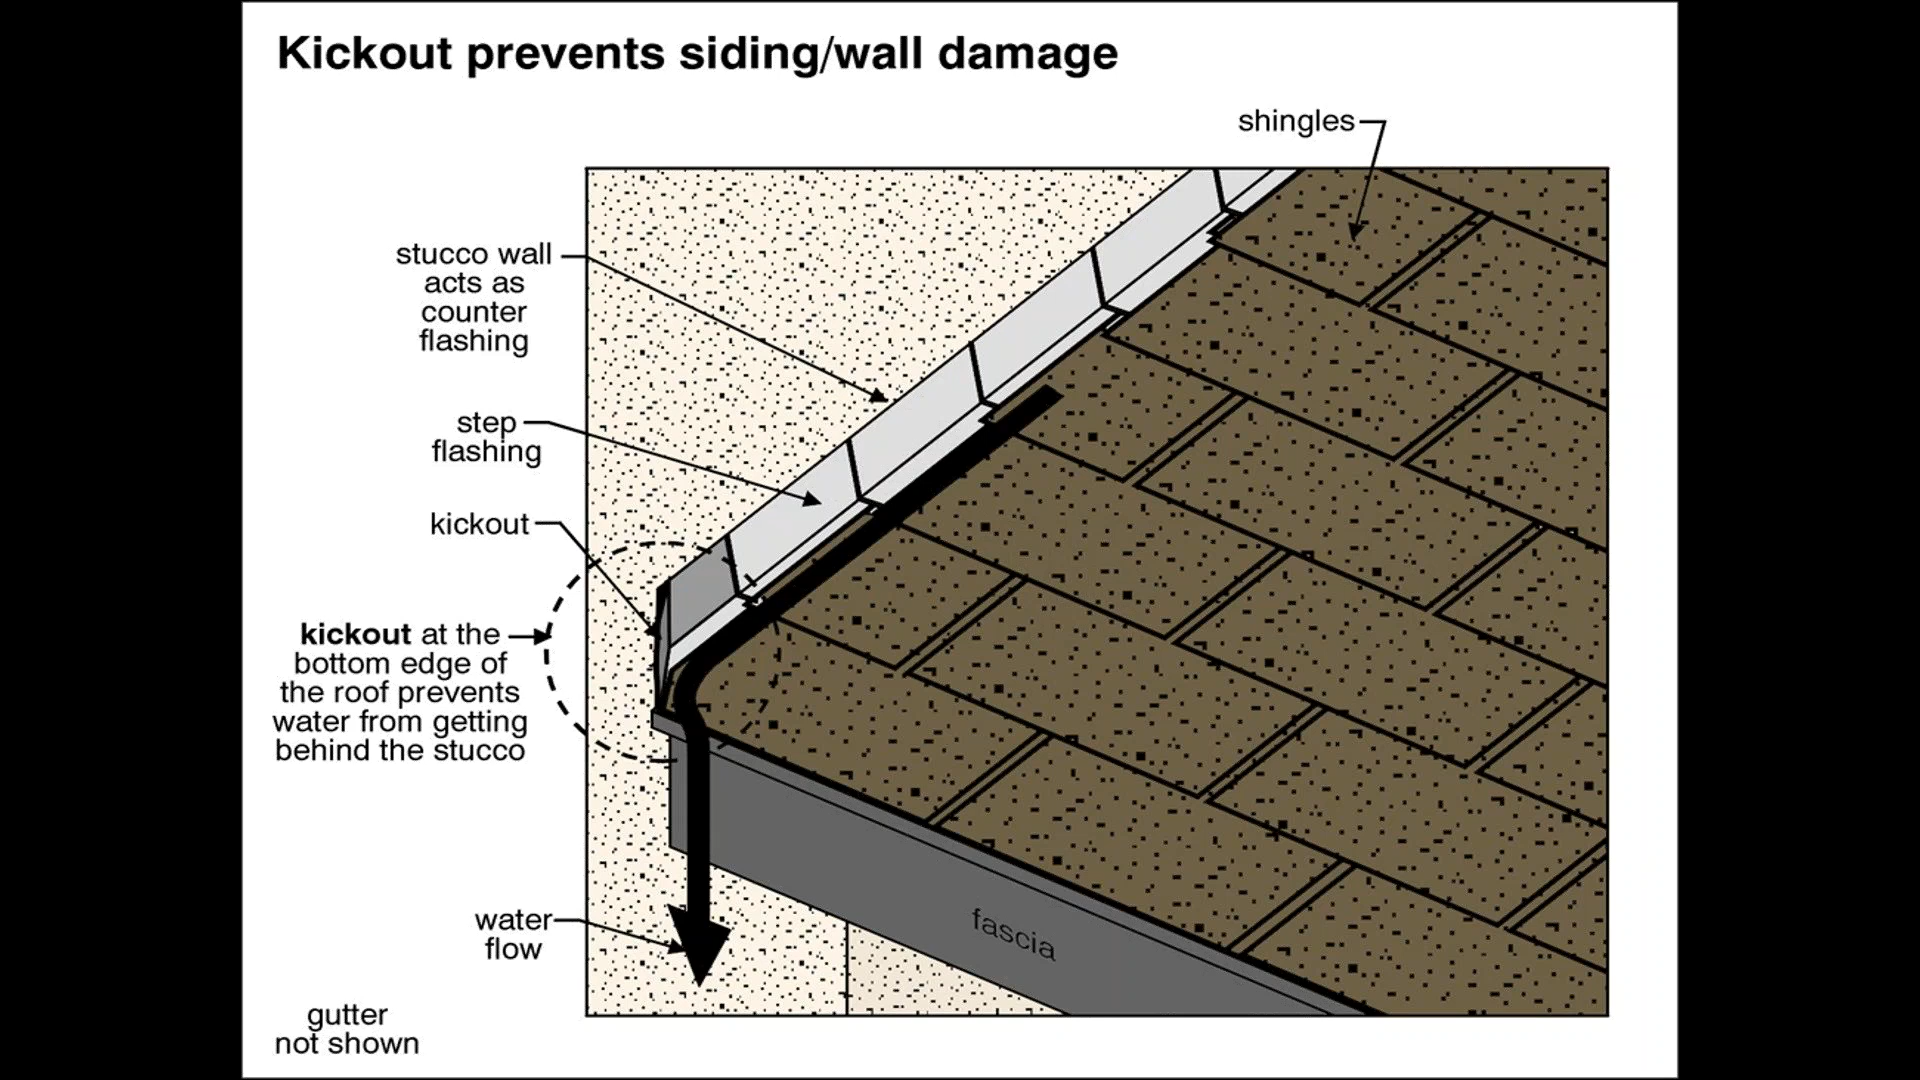 Kickout prevents siding/wall damage
shingles
stucco wall
acts as
counter
flashing
step
flashing
kickout
kickout at the
bottom edge of
the roof prevents
water from getting
behind the stucco
water
flow
fascia
gutter
not shown